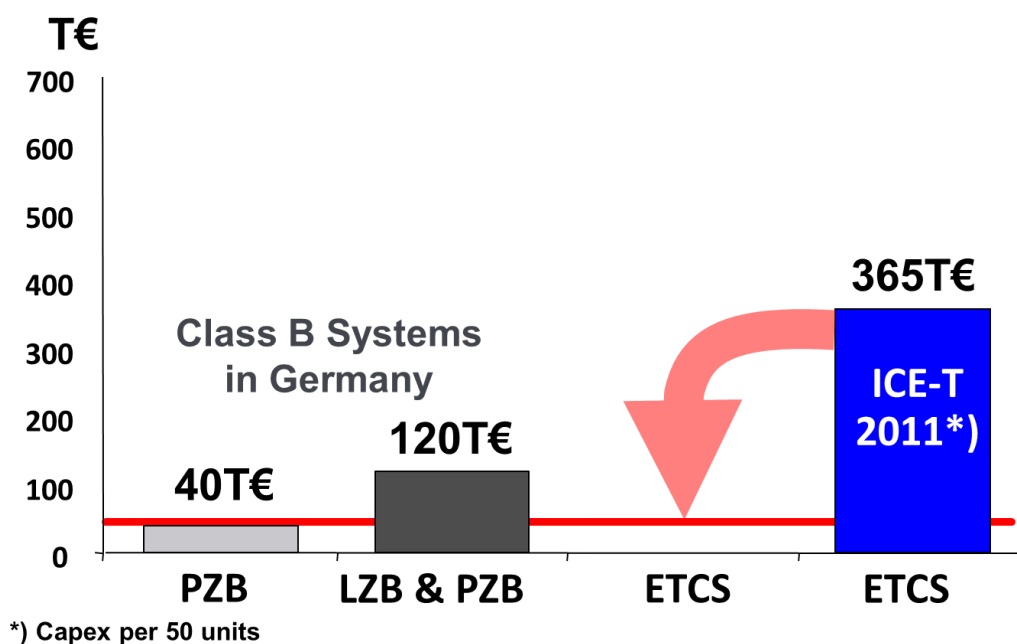 T€
700
600
500
400
300
200
100
0
Class B Systems
in Germany
40T€
120T€
365T€
ICE-T
2011*)
PZB
LZB & PZB
ETCS
ETCS
*) Capex per 50 units